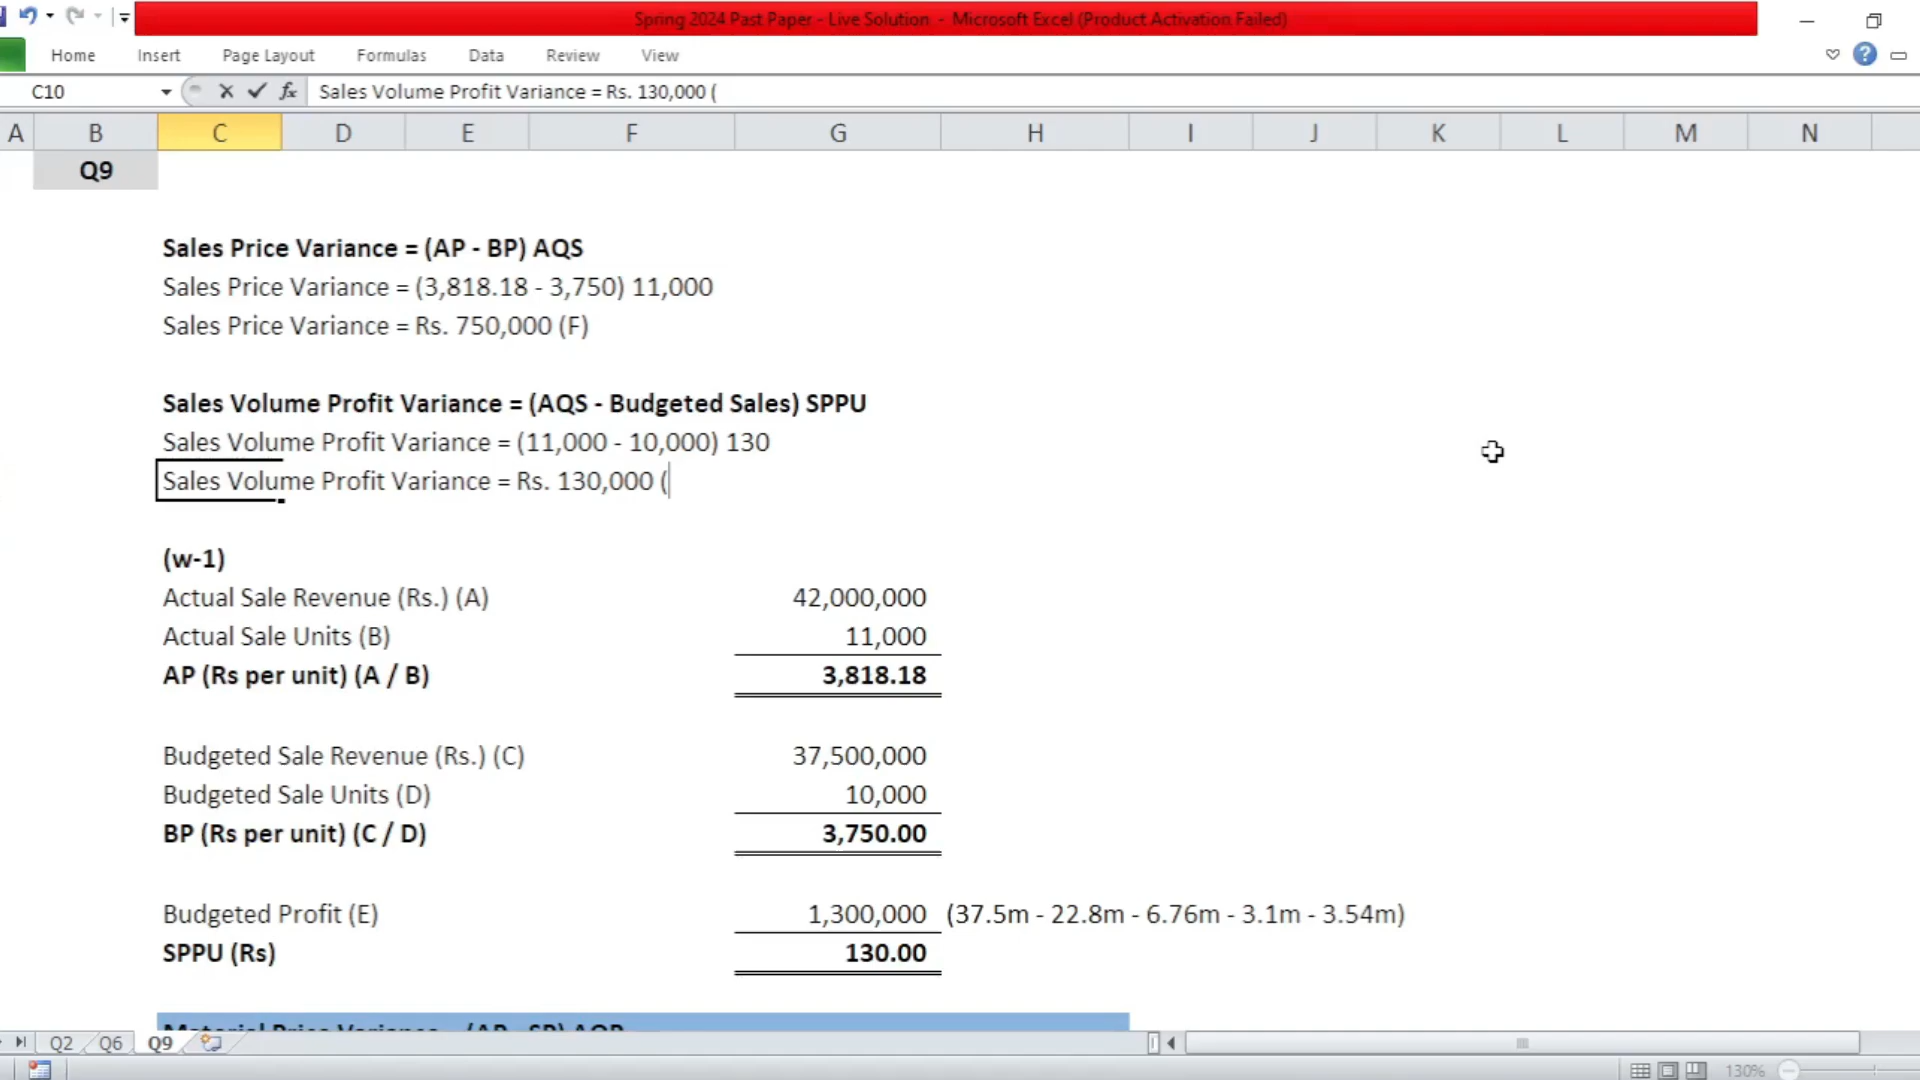 Spring 2024 Past Paper - Live Solution - Microsoft Excel (Product Activation Failed)
Home Insert Page Layout Formulas Data Review View
C10 fx Sales Volume Profit Variance = Rs. 130,000 (
A B C D E F G H I J K L M N
Q9
Sales Price Variance = (AP - BP) AQS
Sales Price Variance = (3,818.18 - 3,750) 11,000
Sales Price Variance = Rs. 750,000 (F)
Sales Volume Profit Variance = (AQS - Budgeted Sales) SPPU
Sales Volume Profit Variance = (11,000 - 10,000) 130
Sales Volume Profit Variance = Rs. 130,000 (
(w-1)
Actual Sale Revenue (Rs.) (A) 42,000,000
Actual Sale Units (B) 11,000
AP (Rs per unit) (A / B) 3,818.18
Budgeted Sale Revenue (Rs.) (C) 37,500,000
Budgeted Sale Units (D) 10,000
BP (Rs per unit) (C / D) 3,750.00
Budgeted Profit (E) 1,300,000 (37.5m - 22.8m - 6.76m - 3.1m - 3.54m)
SPPU (Rs) 130.00
Material Price Variance = (AP - SP) AQP
Q2 Q6 Q9
130%